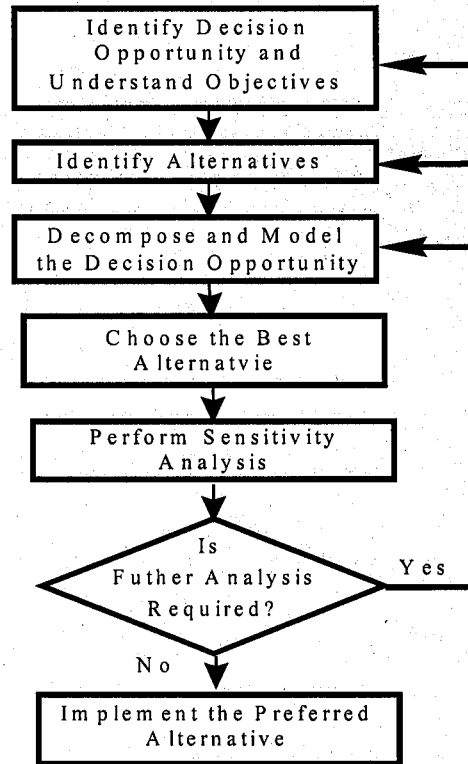 Identify Decision
Opportunity and
Understand Objectives
Identify Alternatives
Decompose and Model
the Decision Opportunity
Choose the Best
Alternatvie
Perform Sensitivity
Analysis
Is
Futher Analysis
Required?
Yes
No
Implement the Preferred
Alternative